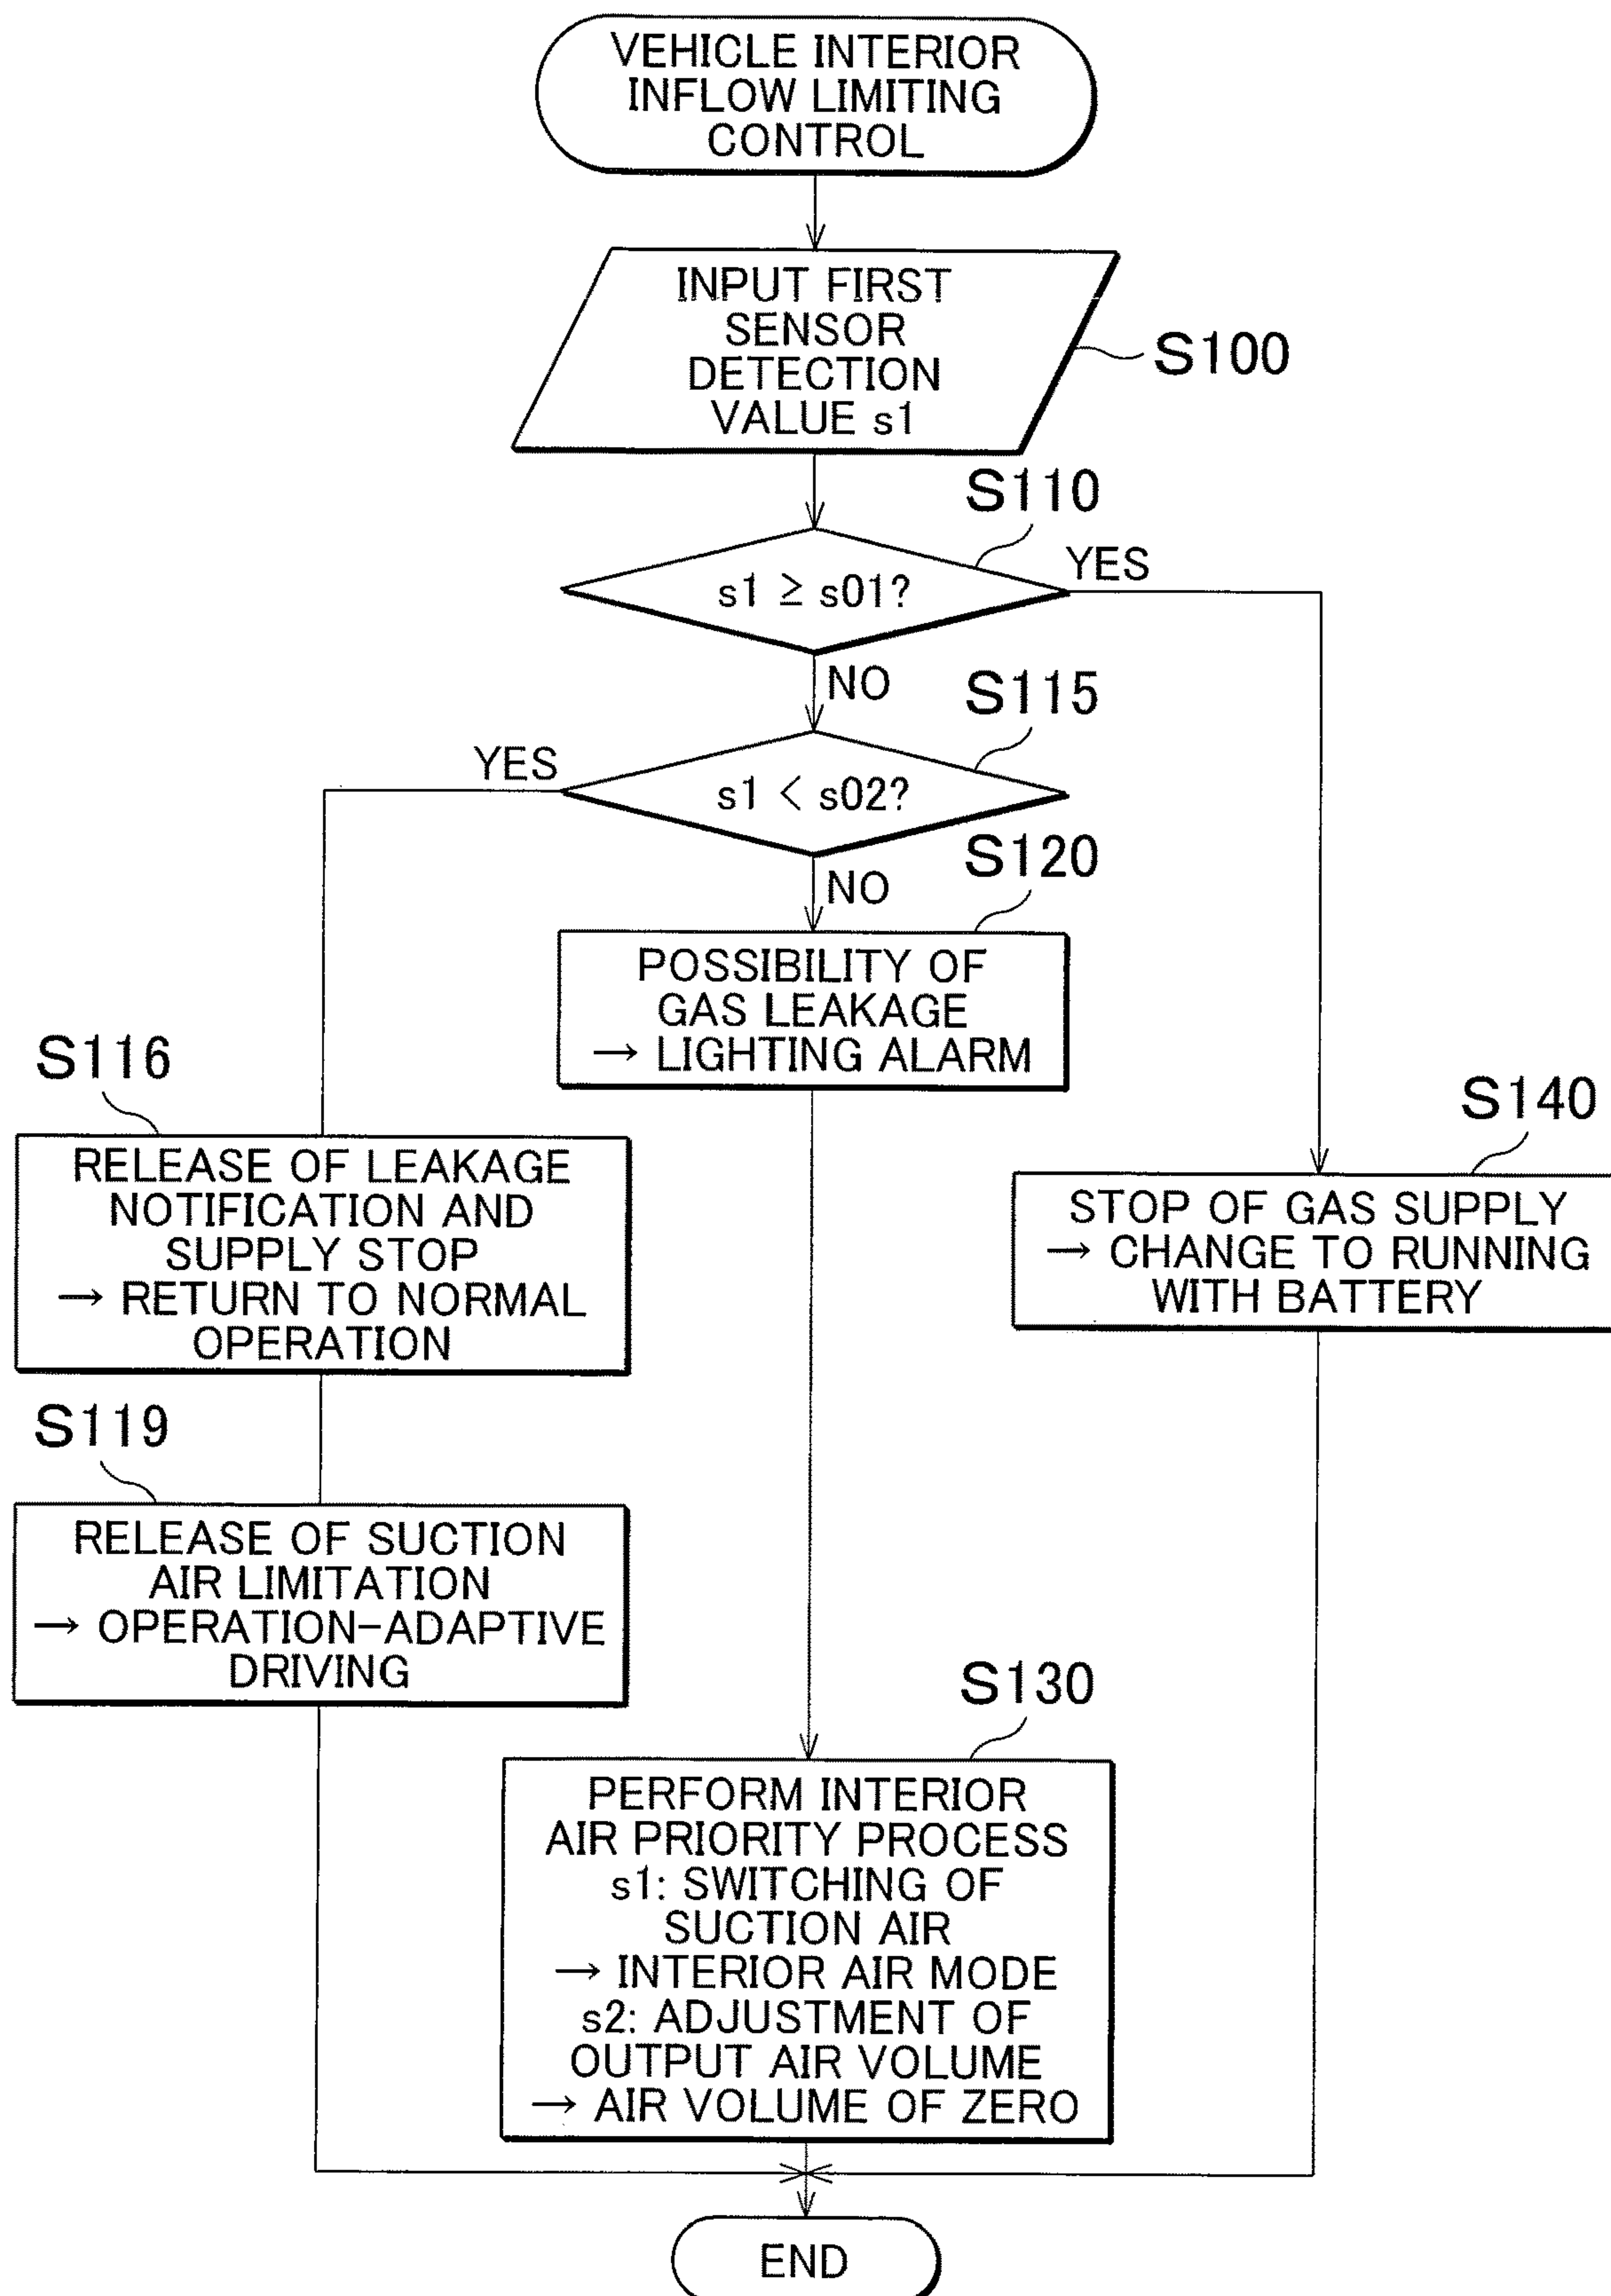 VEHICLE INTERIOR
INFLOW LIMITING
CONTROL
INPUT FIRST
SENSOR
DETECTION
VALUE s1
S100
S110
s1 ≥ s01?
YES
NO
S115
YES
s1 < s02?
NO
S120
POSSIBILITY OF
GAS LEAKAGE
→ LIGHTING ALARM
S116
RELEASE OF LEAKAGE
NOTIFICATION AND
SUPPLY STOP
→ RETURN TO NORMAL
OPERATION
S140
STOP OF GAS SUPPLY
→ CHANGE TO RUNNING
WITH BATTERY
S119
RELEASE OF SUCTION
AIR LIMITATION
→ OPERATION-ADAPTIVE
DRIVING
S130
PERFORM INTERIOR
AIR PRIORITY PROCESS
s1: SWITCHING OF
SUCTION AIR
→ INTERIOR AIR MODE
s2: ADJUSTMENT OF
OUTPUT AIR VOLUME
→ AIR VOLUME OF ZERO
END